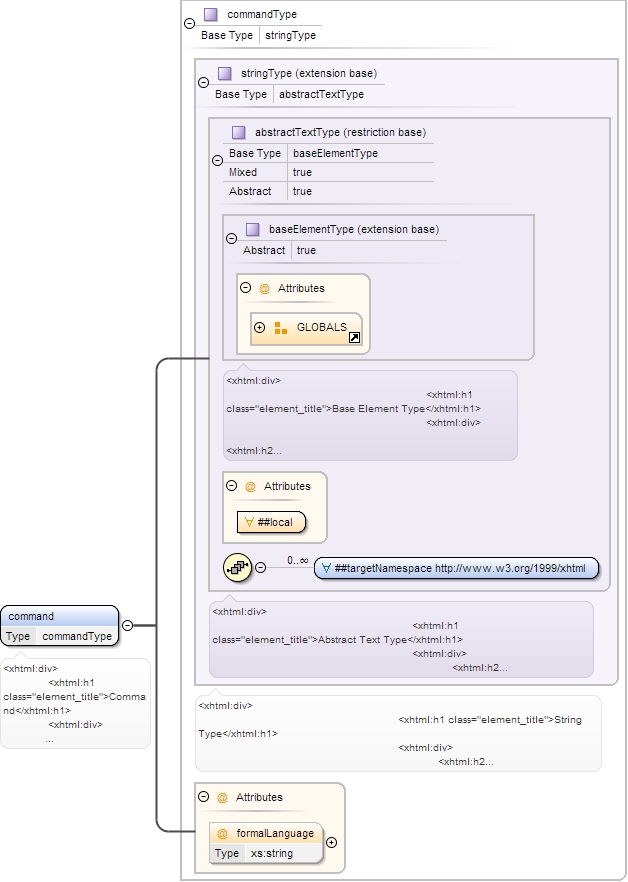 commandType
Base Type stringType
stringType (extension base)
Base Type abstractTextType
abstractTextType (restriction base)
Base Type baseElementType
Mixed true
Abstract true
baseElementType (extension base)
Abstract true
@ Attributes
GLOBALS
<xhtml:div>
<xhtml:h1
class="element_title">Base Element Type</xhtml:h1>
<xhtml:div>
<xhtml:h2...
@ Attributes
∀ ##local
0..∞
∀ ##targetNamespace http://www.w3.org/1999/xhtml
<xhtml:div>
<xhtml:h1
class="element_title">Abstract Text Type</xhtml:h1>
<xhtml:div>
<xhtml:h2...
command
Type commandType
<xhtml:div>
<xhtml:h1
class="element_title">Comma
nd</xhtml:h1>
<xhtml:div>
...
<xhtml:div>
<xhtml:h1 class="element_title">String
Type</xhtml:h1>
<xhtml:div>
<xhtml:h2...
@ Attributes
@ formalLanguage
Type xs:string